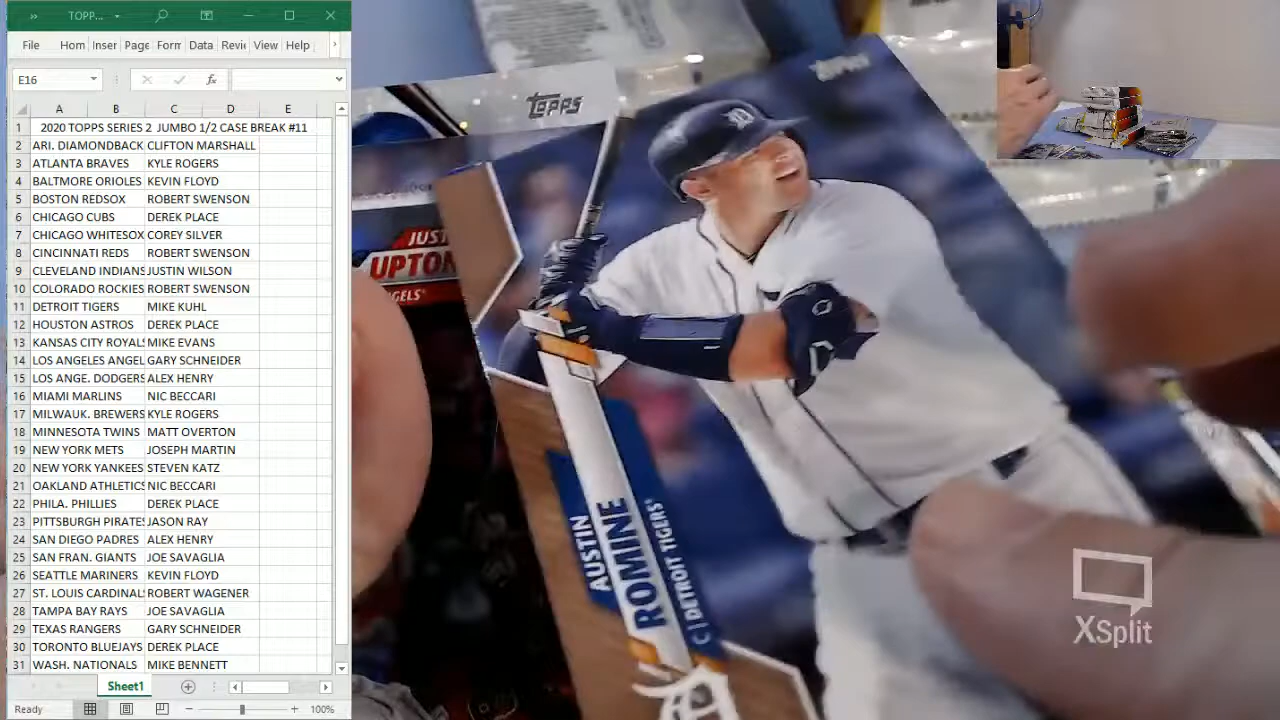 TOPP...
File Hom Inser Page Form Data Revi View Help
E16
fx
A B C D E
1 2020 TOPPS SERIES 2 JUMBO 1/2 CASE BREAK #11
2 ARI. DIAMONDBACK CLIFTON MARSHALL
3 ATLANTA BRAVES KYLE ROGERS
4 BALTMORE ORIOLES KEVIN FLOYD
5 BOSTON REDSOX ROBERT SWENSON
6 CHICAGO CUBS DEREK PLACE
7 CHICAGO WHITESOX COREY SILVER
8 CINCINNATI REDS ROBERT SWENSON
9 CLEVELAND INDIANS JUSTIN WILSON
10 COLORADO ROCKIES ROBERT SWENSON
11 DETROIT TIGERS MIKE KUHL
12 HOUSTON ASTROS DEREK PLACE
13 KANSAS CITY ROYALS MIKE EVANS
14 LOS ANGELES ANGEL GARY SCHNEIDER
15 LOS ANGE. DODGERS ALEX HENRY
16 MIAMI MARLINS NIC BECCARI
17 MILWAUK. BREWERS KYLE ROGERS
18 MINNESOTA TWINS MATT OVERTON
19 NEW YORK METS JOSEPH MARTIN
20 NEW YORK YANKEES STEVEN KATZ
21 OAKLAND ATHLETICS NIC BECCARI
22 PHILA. PHILLIES DEREK PLACE
23 PITTSBURGH PIRATES JASON RAY
24 SAN DIEGO PADRES ALEX HENRY
25 SAN FRAN. GIANTS JOE SAVAGLIA
26 SEATTLE MARINERS KEVIN FLOYD
27 ST. LOUIS CARDINALS ROBERT WAGENER
28 TAMPA BAY RAYS JOE SAVAGLIA
29 TEXAS RANGERS GARY SCHNEIDER
30 TORONTO BLUEJAYS DEREK PLACE
31 WASH. NATIONALS MIKE BENNETT
Sheet1
Ready
100%
TOPPS
TOPPS
JUST
UPTON
GELS
AUSTIN
ROMINE
C | DETROIT TIGERS
XSplit